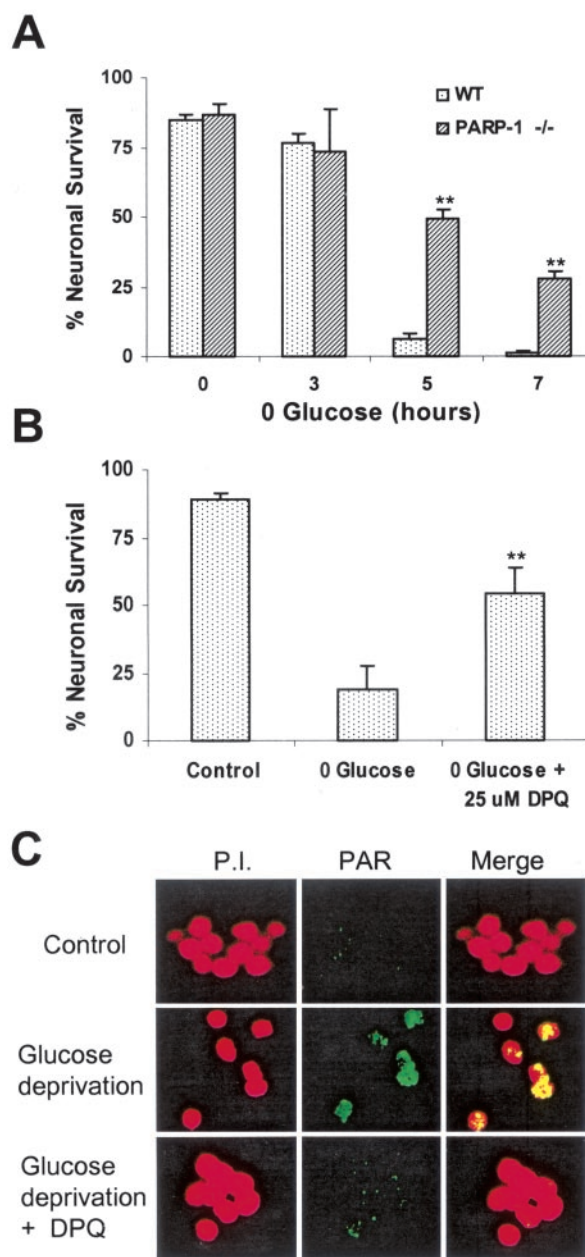 A
100
WT
PARP-1 -/-
75
50
25
0
% Neuronal Survival
**
**
0 3 5 7
0 Glucose (hours)
B
100
75
50
25
0
% Neuronal Survival
**
Control 0 Glucose 0 Glucose +
25 uM DPQ
C
P.I. PAR Merge
Control
Glucose
deprivation
Glucose
deprivation
+ DPQ